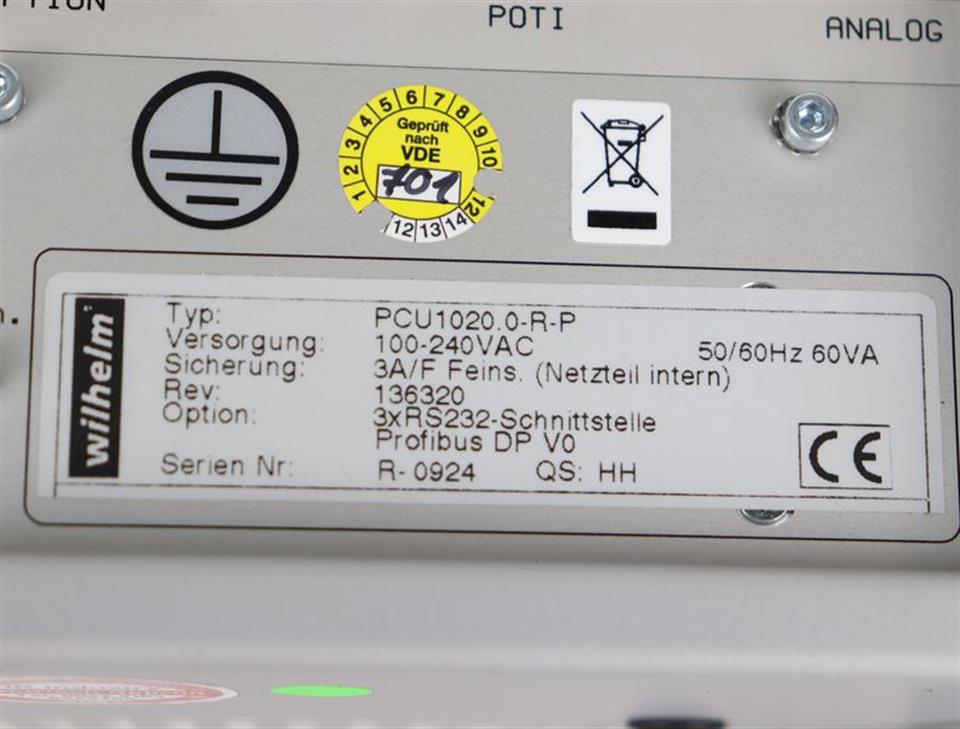 PTION
POTI
ANALOG
1 2 3 4 5 6 7 8 9 10 12
Geprüft
nach
VDE
701
12 13 14
n.
wilhelm
Typ: PCU1020.0-R-P
Versorgung: 100-240VAC 50/60Hz 60VA
Sicherung: 3A/F Feins. (Netzteil intern)
Rev: 136320
Option: 3xRS232-Schnittstelle
Profibus DP V0
Serien Nr: R- 0924 QS: HH
CE